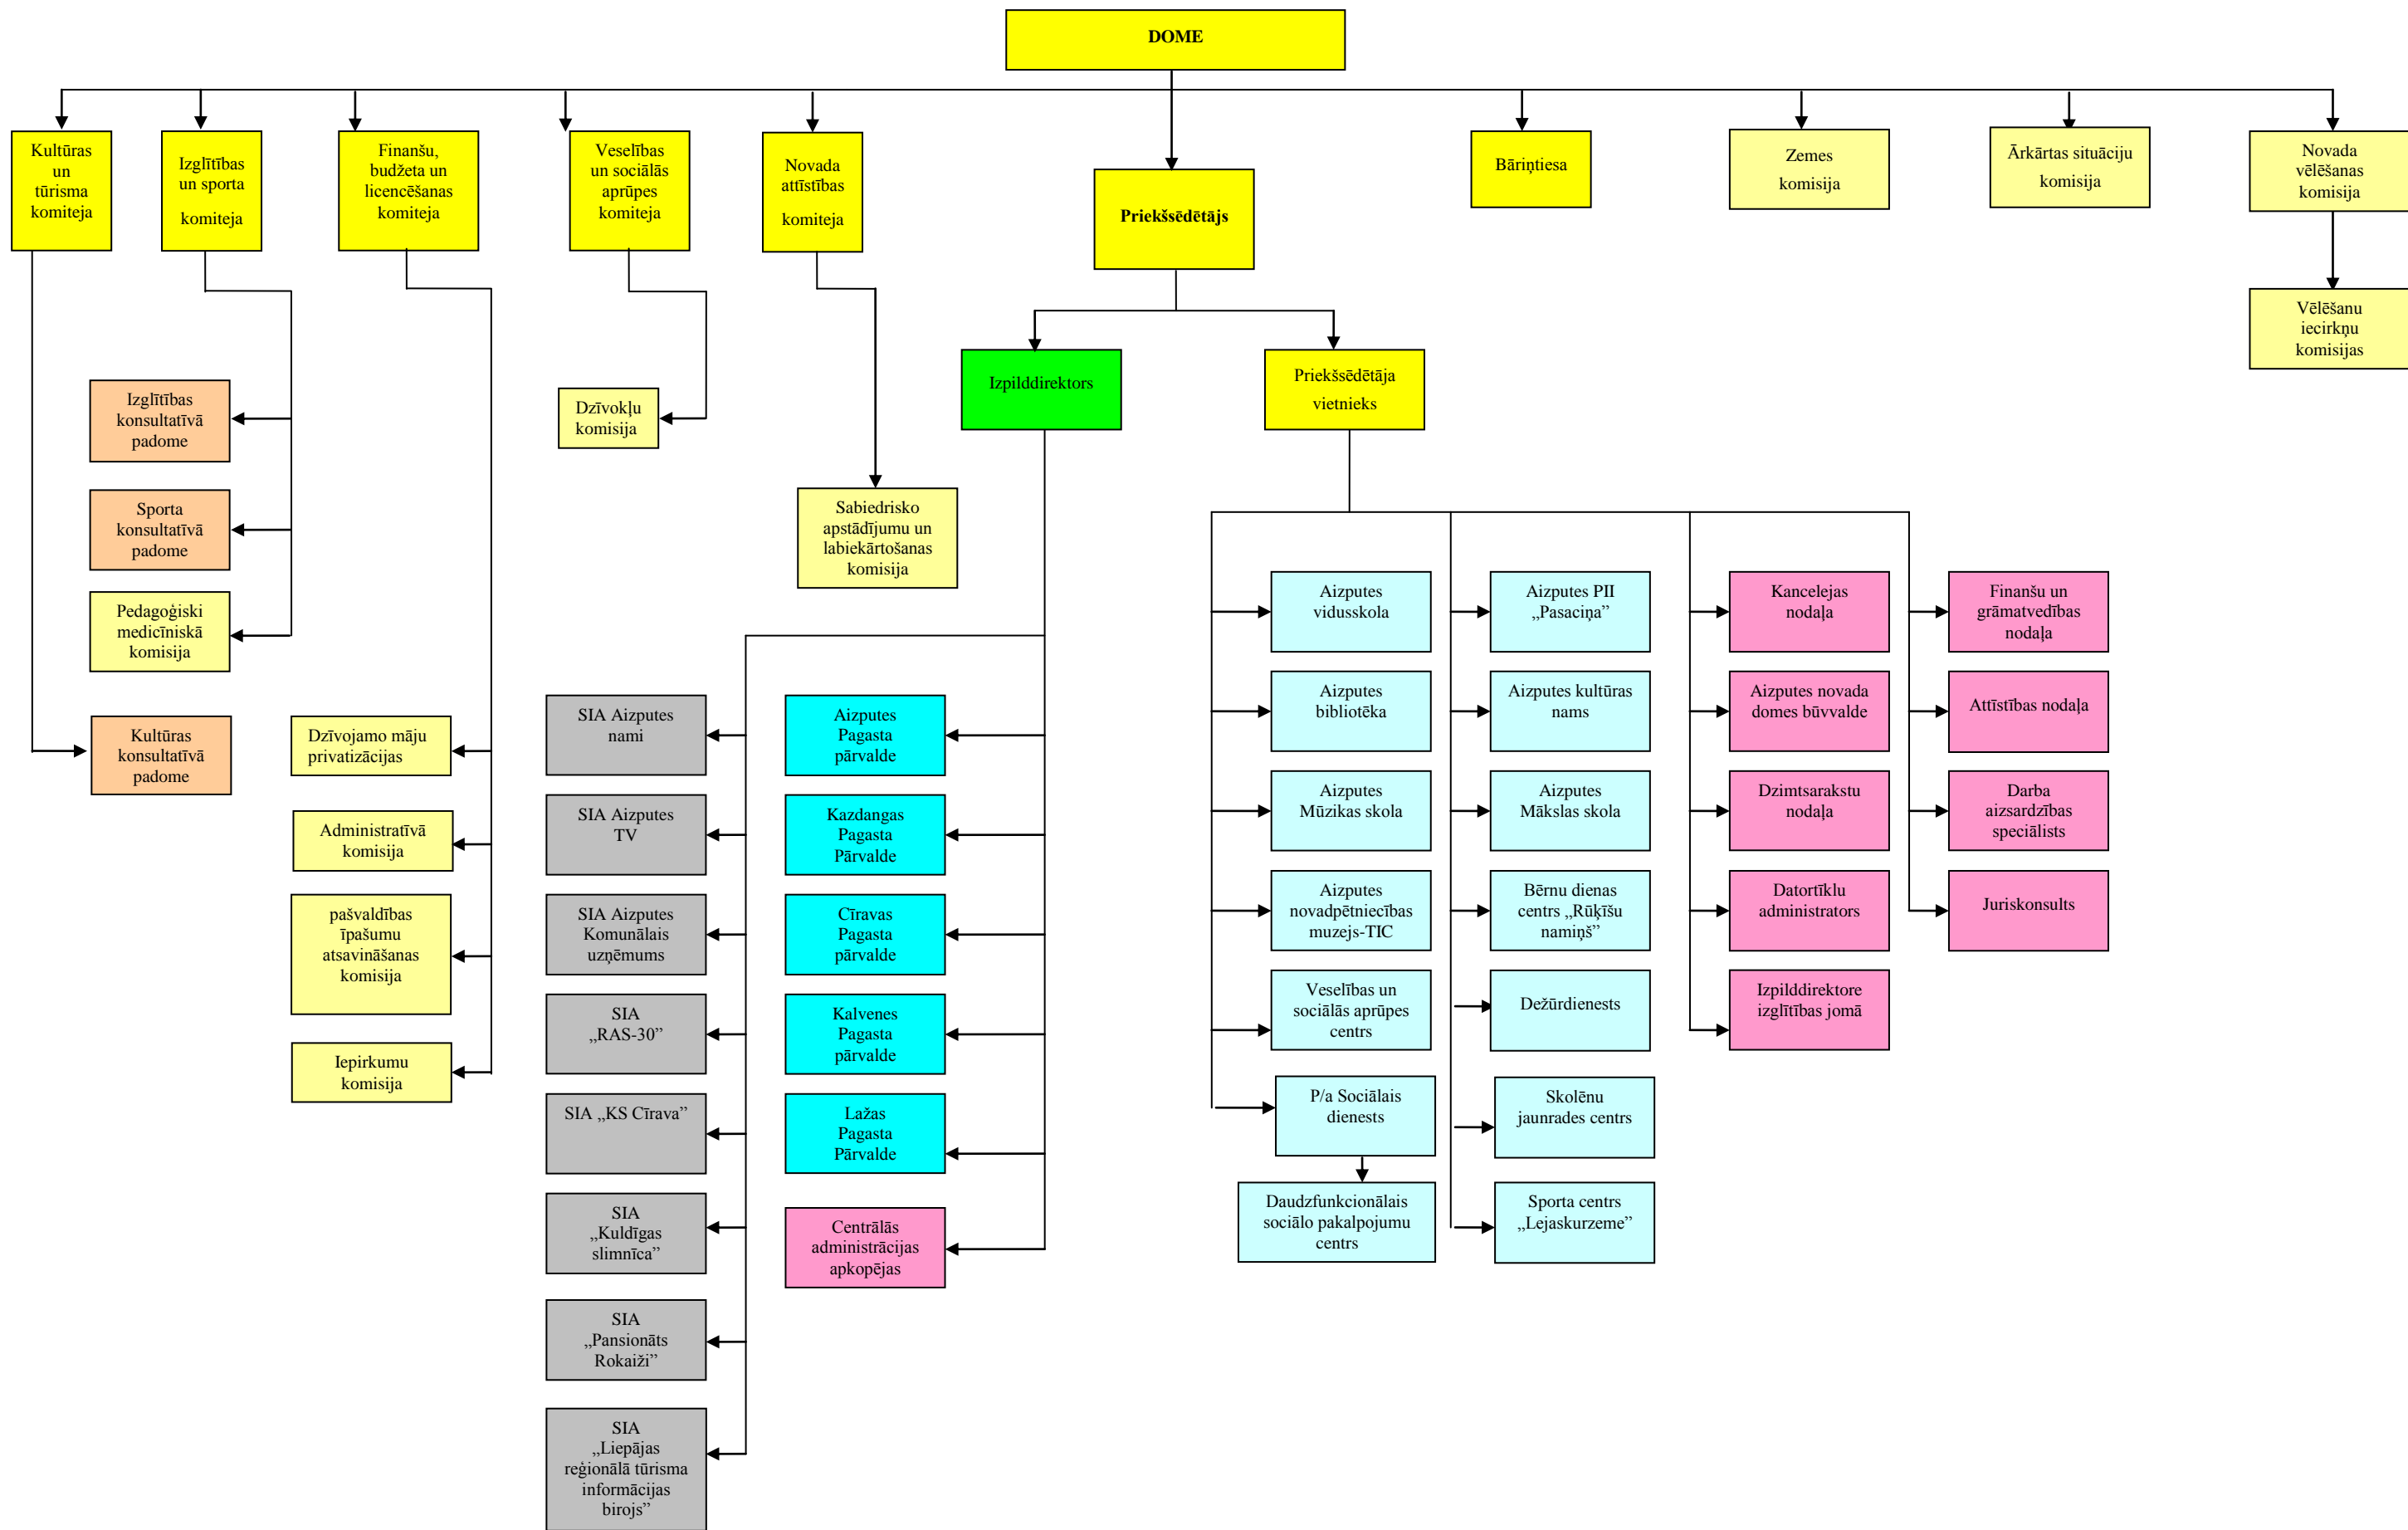 DOME
Kultūras
un
tūrisma
komiteja
Izglītības
un sporta
komiteja
Finanšu,
budžeta un
licencēšanas
komiteja
Veselības
un sociālās
aprūpes
komiteja
Novada
attīstības
komiteja
Priekšsēdētājs
Bāriņtiesa
Zemes
komisija
Ārkārtas situāciju
komisija
Novada
vēlēšanas
komisija
Vēlēšanu
iecirkņu
komisijas
Izpilddirektors
Priekšsēdētāja
vietnieks
Izglītības
konsultatīvā
padome
Sporta
konsultatīvā
padome
Pedagoģiski
medicīniskā
komisija
Kultūras
konsultatīvā
padome
Dzīvojamo māju
privatizācijas
Administratīvā
komisija
pašvaldības
īpašumu
atsavināšanas
komisija
Iepirkumu
komisija
Dzīvokļu
komisija
Sabiedrisko
apstādījumu un
labiekārtošanas
komisija
SIA Aizputes
nami
SIA Aizputes
TV
SIA Aizputes
Komunālais
uzņēmums
SIA
„RAS-30”
SIA „KS Cīrava”
SIA
„Kuldīgas
slimnīca”
SIA
„Pansionāts
Rokaiži”
SIA
„Liepājas
reģionālā tūrisma
informācijas
birojs”
Aizputes
Pagasta
pārvalde
Kazdangas
Pagasta
Pārvalde
Cīravas
Pagasta
pārvalde
Kalvenes
Pagasta
pārvalde
Lažas
Pagasta
Pārvalde
Centrālās
administrācijas
apkopējas
Aizputes
vidusskola
Aizputes
bibliotēka
Aizputes
Mūzikas skola
Aizputes
novadpētniecības
muzejs-TIC
Veselības un
sociālās aprūpes
centrs
P/a Sociālais
dienests
Daudzfunkcionālais
sociālo pakalpojumu
centrs
Aizputes PII
„Pasaciņa”
Aizputes kultūras
nams
Aizputes
Mākslas skola
Bērnu dienas
centrs „Rūķīšu
namiņš”
Dežūrdienests
Skolēnu
jaunrades centrs
Sporta centrs
„Lejaskurzeme”
Kancelejas
nodaļa
Aizputes novada
domes būvvalde
Dzimtsarakstu
nodaļa
Datortīklu
administrators
Izpilddirektore
izglītības jomā
Finanšu un
grāmatvedības
nodaļa
Attīstības nodaļa
Darba
aizsardzības
speciālists
Juriskonsults